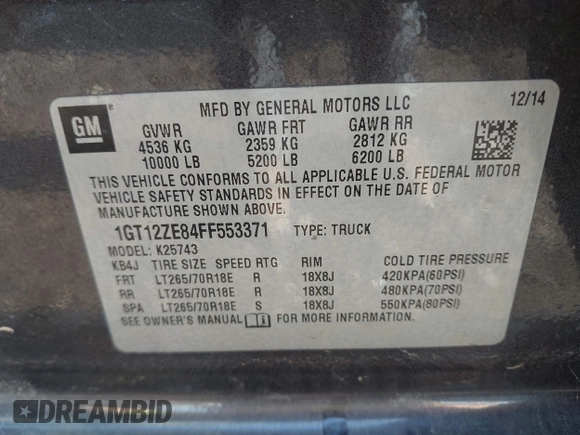 GM
MFD BY GENERAL MOTORS LLC 12/14
GVWR GAWR FRT GAWR RR
4536 KG 2359 KG 2812 KG
10000 LB 5200 LB 6200 LB
THIS VEHICLE CONFORMS TO ALL APPLICABLE U.S. FEDERAL MOTOR
VEHICLE SAFETY STANDARDS IN EFFECT ON THE DATE OF
MANUFACTURE SHOWN ABOVE.
1GT12ZE84FF553371 TYPE: TRUCK
MODEL: K25743
KB4J TIRE SIZE SPEED RTG RIM COLD TIRE PRESSURE
FRT LT265/70R18E R 18X8J 420KPA(60PSI)
RR LT265/70R18E R 18X8J 480KPA(70PSI)
SPA LT265/70R18E S 18X8J 550KPA(80PSI)
SEE OWNER'S MANUAL FOR MORE INFORMATION.
DREAMBID